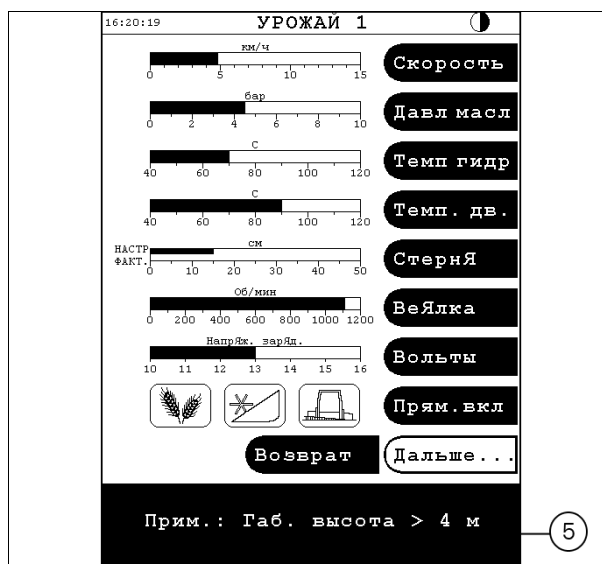 16:20:19 УРОЖАЙ 1
км/ч
0 5 10 15
Скорость
бар
0 2 4 6 8 10
Давл масл
С
40 60 80 100 120
Темп гидр
С
40 60 80 100 120
Темп. дв.
см
НАСТР
ФАКТ.
0 10 20 30 40 50
СтернЯ
Об/мин
0 200 400 600 800 1000 1200
ВеЯлка
НапрЯж. зарЯд.
10 11 12 13 14 15 16
Вольты
Прям.вкл
Возврат Дальше...
Прим.: Габ. высота > 4 м
5